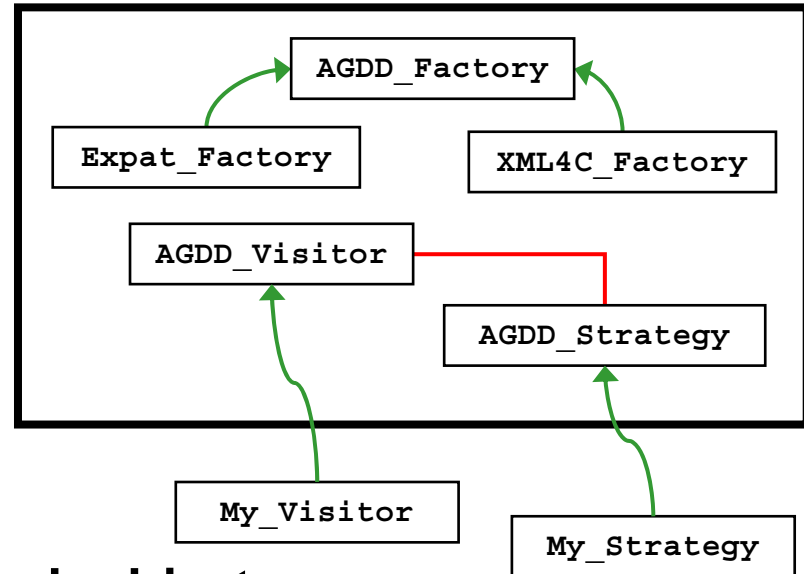 AGDD_Factory
Expat_Factory
XML4C_Factory
AGDD_Visitor
AGDD_Strategy
My_Visitor
My_Strategy